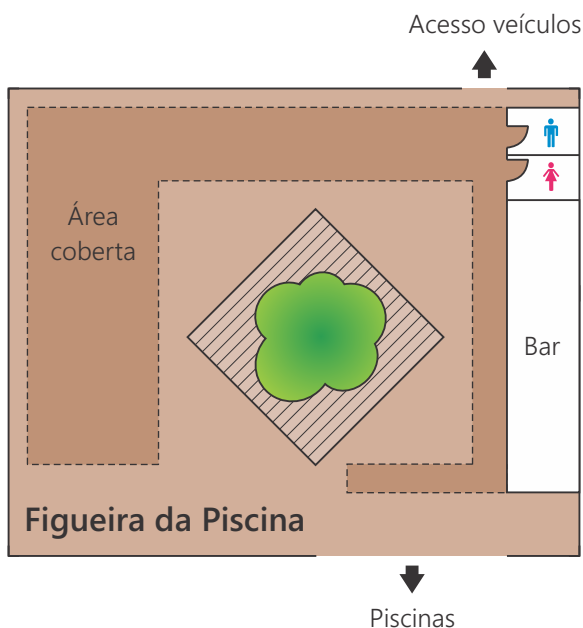 Acesso veículos
Área
coberta
Bar
Figueira da Piscina
Piscinas